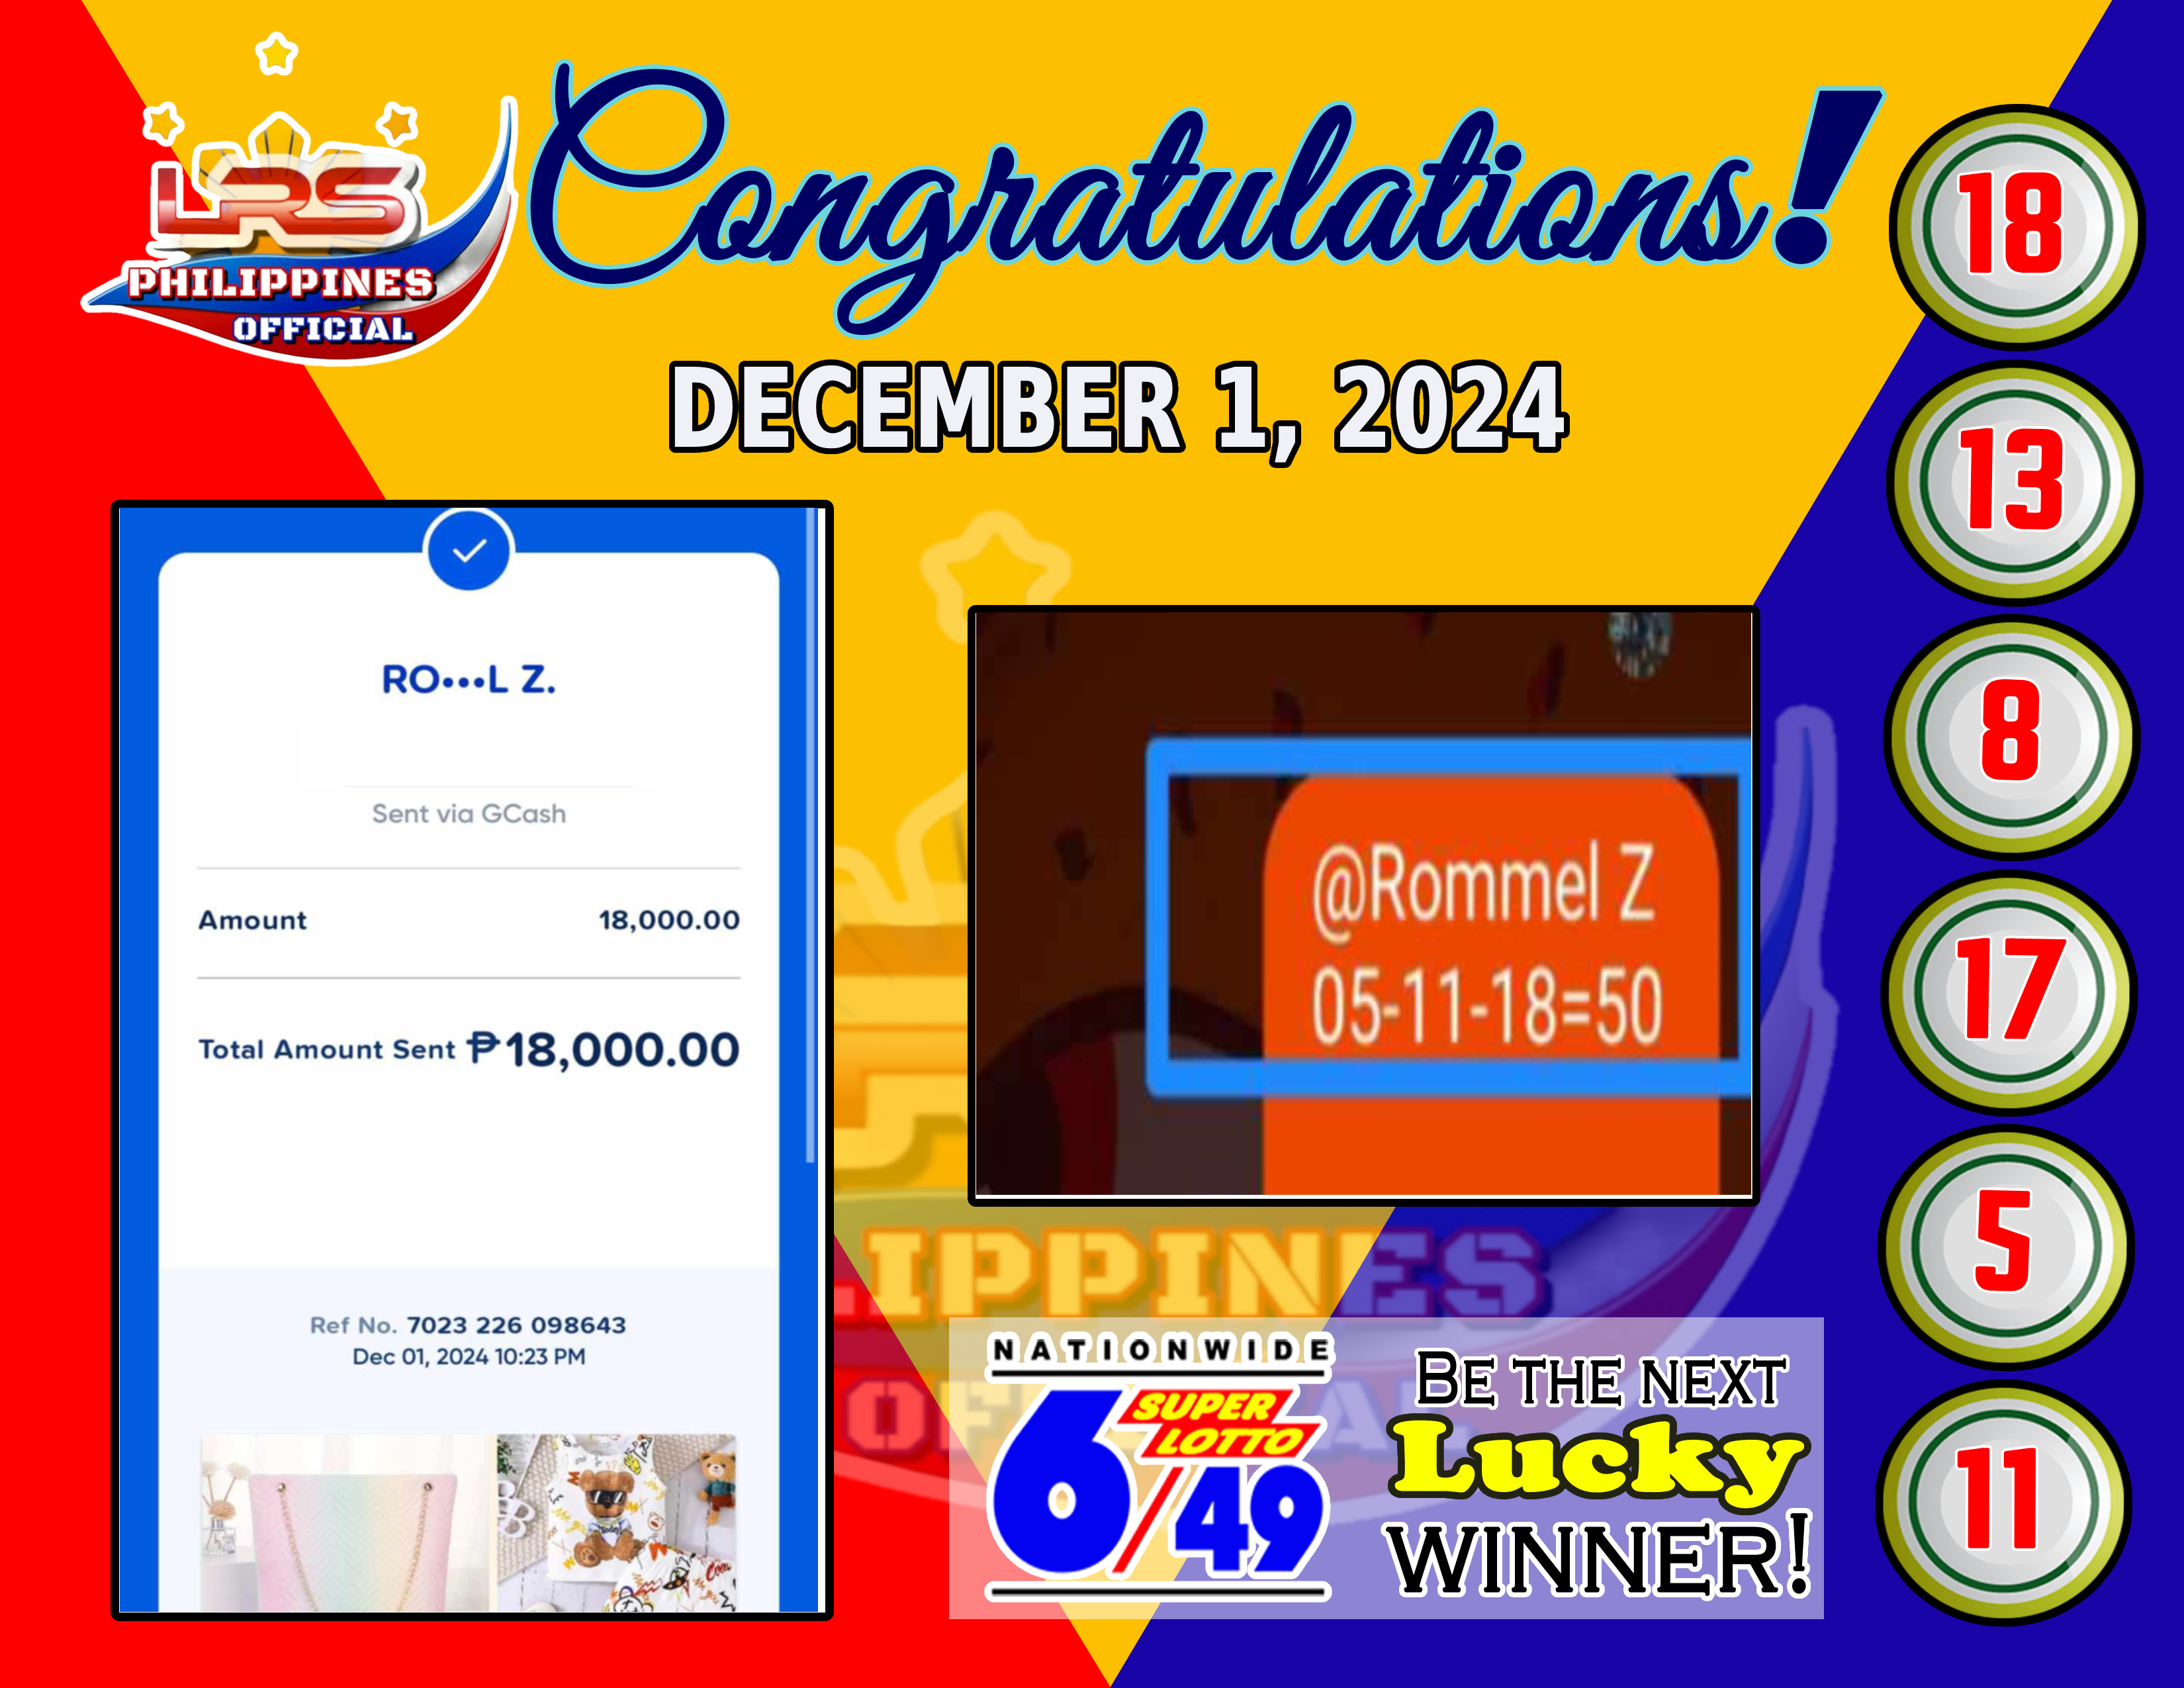 LRS
PHILIPPINES
OFFICIAL
Congratulations!
DECEMBER 1, 2024
RO•••L Z.
Sent via GCash
Amount 18,000.00
Total Amount Sent ₱18,000.00
Ref No. 7023 226 098643
Dec 01, 2024 10:23 PM
@Rommel Z
05-11-18=50
LIPPINES
NATIONWIDE
SUPER
LOTTO
6/49
BE THE NEXT
Lucky
WINNER!
18
13
8
17
5
11